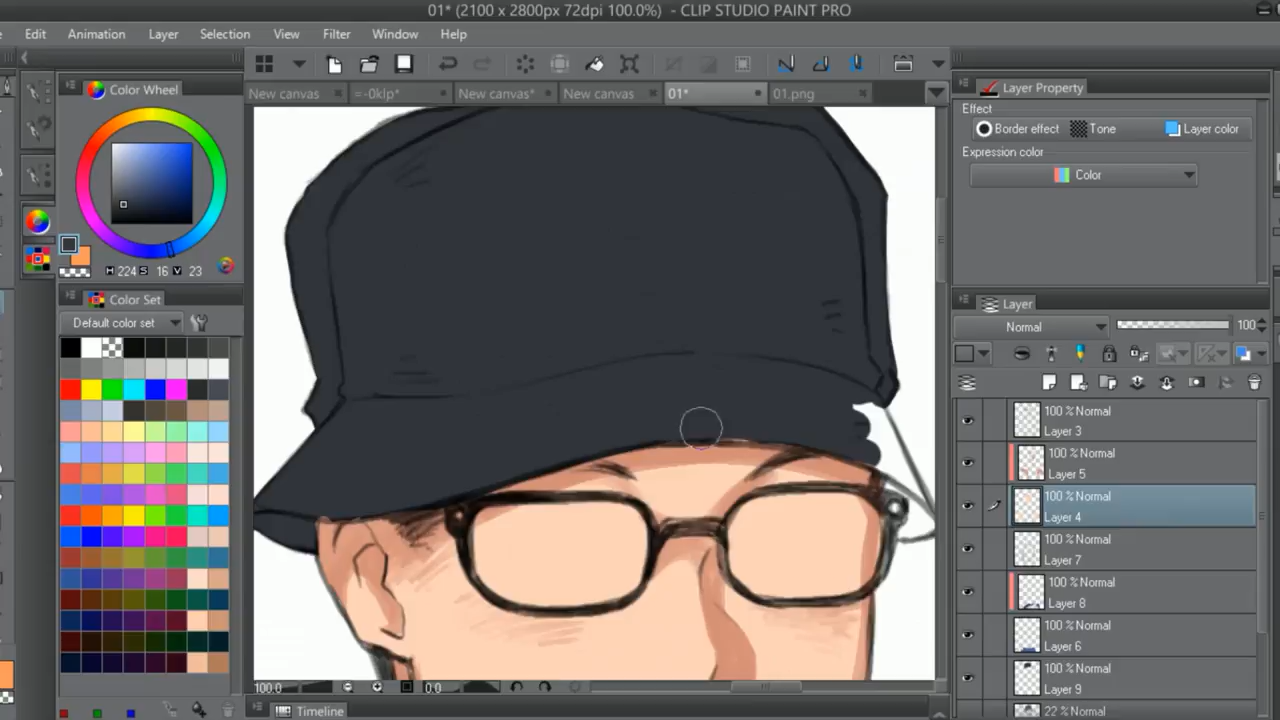 01* (2100 x 2800px 72dpi 100.0%)  - CLIP STUDIO PAINT PRO
Edit Animation Layer Selection View Filter Window Help
New canvas =-0klp* New canvas* New canvas 01* 01.png
Color Wheel
H 224 S 16 V 23
Color Set
Default color set
Layer Property
Effect
Border effect Tone Layer color
Expression color
Color
Layer
Normal 100
100 % Normal
Layer 3
100 % Normal
Layer 5
100 % Normal
Layer 4
100 % Normal
Layer 7
100 % Normal
Layer 8
100 % Normal
Layer 6
100 % Normal
Layer 9
22 % Normal
100.0 0.0
Timeline